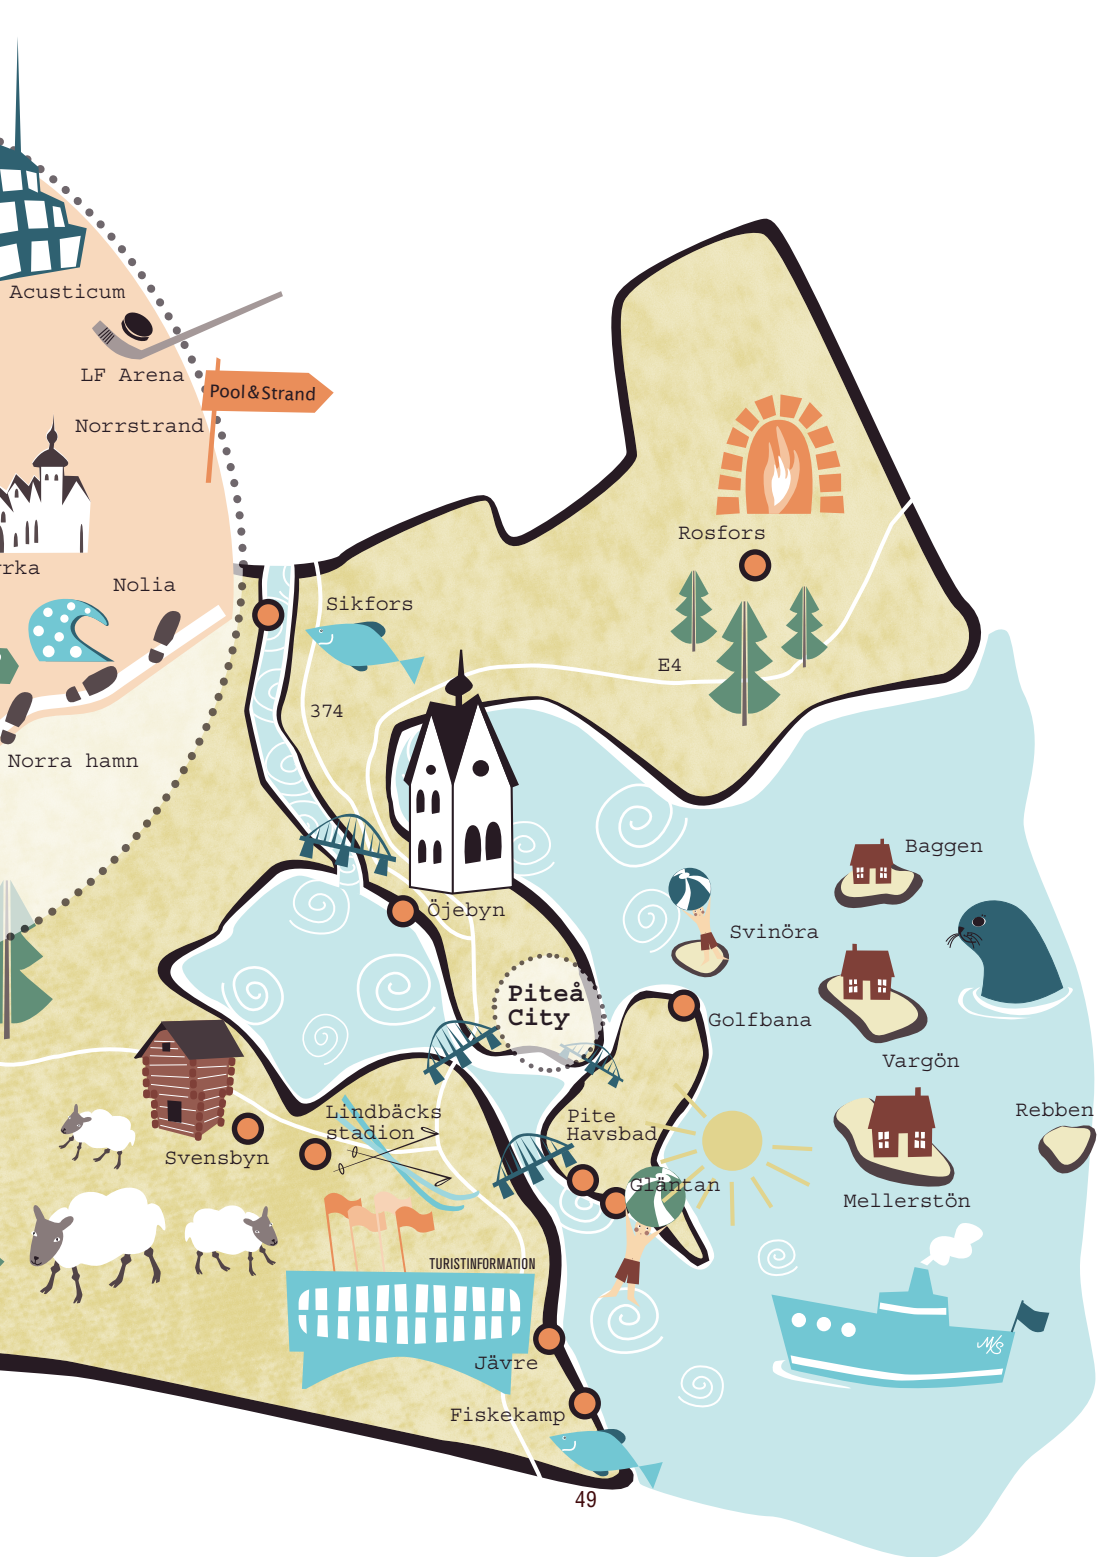 Acusticum
LF Arena
Pool&Strand
Norrstrand
rka
Nolia
Norra hamn
Rosfors
Sikfors
E4
374
Öjebyn
Baggen
Svinöra
Piteå
City
Golfbana
Vargön
Rebben
Lindbäcks
stadion
Pite
Havsbad
Svensbyn
Gläntan
Mellerstön
TURISTINFORMATION
Jävre
Fiskekamp
49